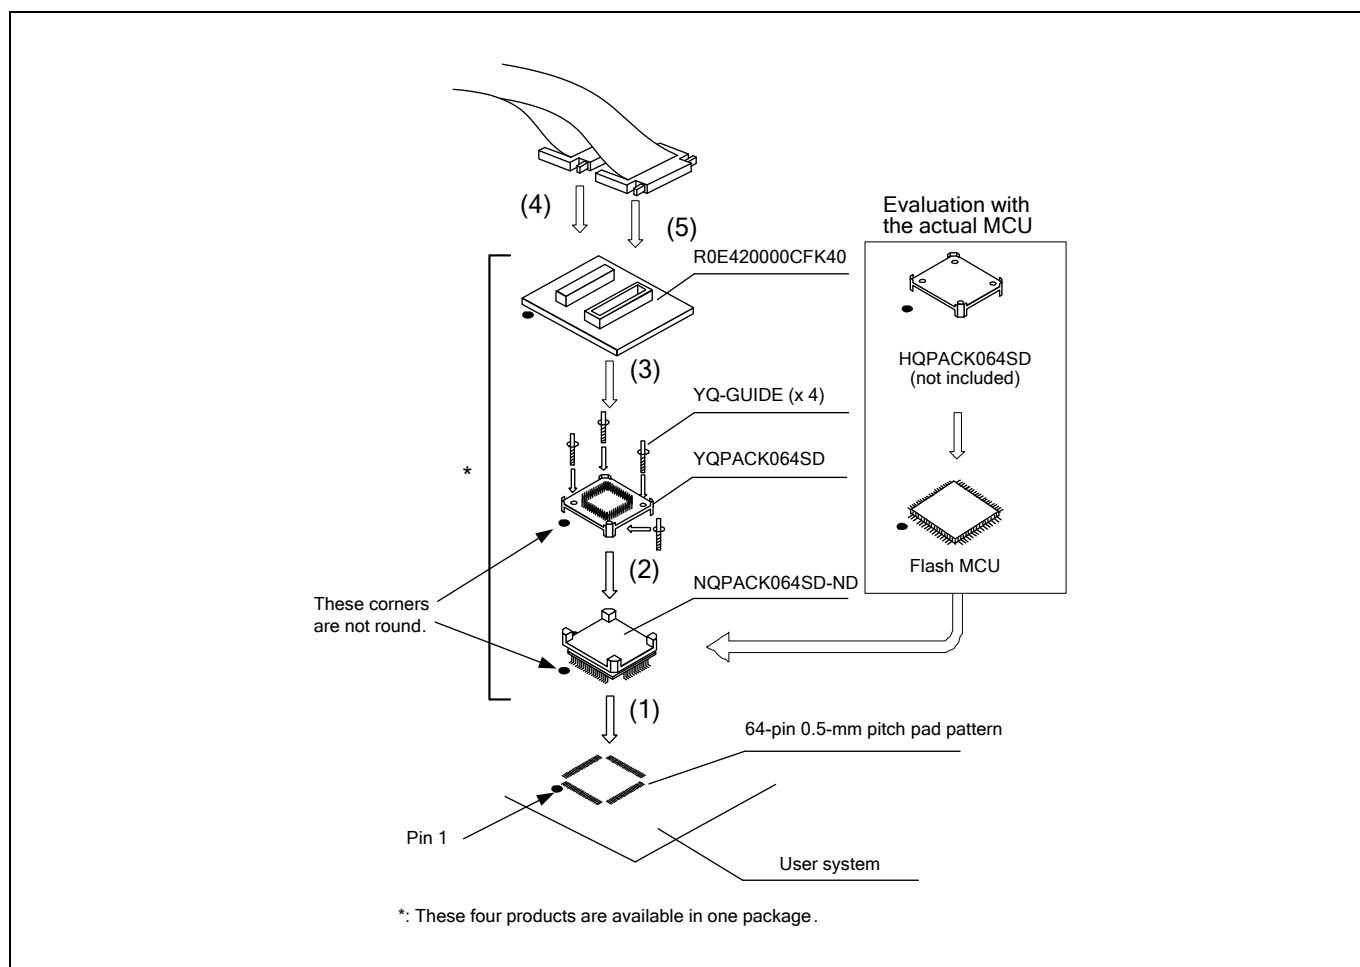 (4)
(5)
Evaluation with
the actual MCU
R0E420000CFK40
(3)
HQPACK064SD
(not included)
YQ-GUIDE (x 4)
*
YQPACK064SD
(2)
Flash MCU
NQPACK064SD-ND
These corners
are not round.
(1)
64-pin 0.5-mm pitch pad pattern
Pin 1
User system
*: These four products are available in one package.